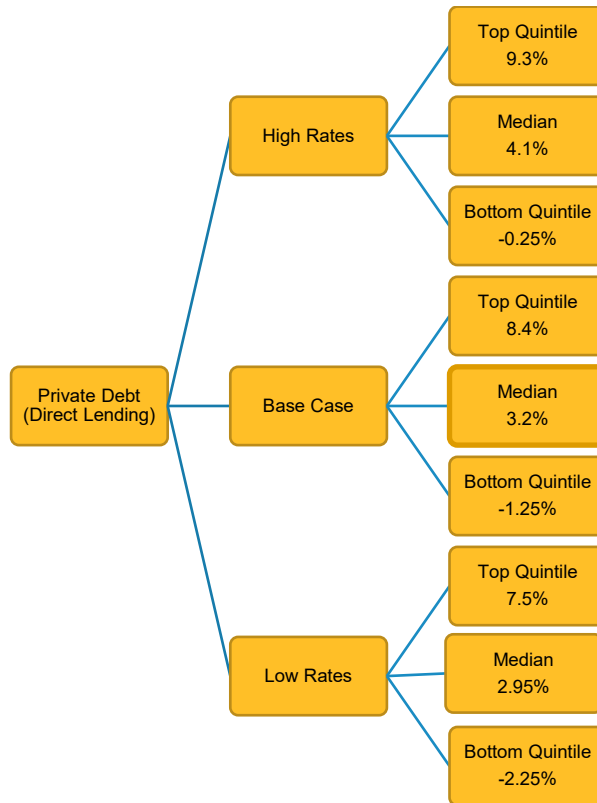 Private Debt
(Direct Lending)
High Rates
Top Quintile
9.3%
Median
4.1%
Bottom Quintile
-0.25%
Base Case
Top Quintile
8.4%
Median
3.2%
Bottom Quintile
-1.25%
Low Rates
Top Quintile
7.5%
Median
2.95%
Bottom Quintile
-2.25%